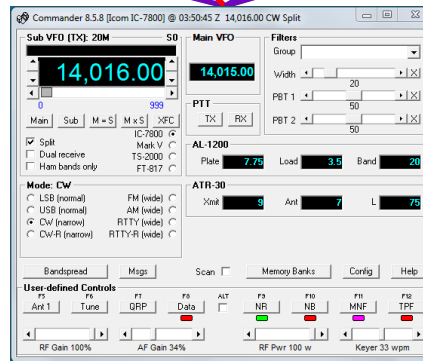 Commander 8.5.8 [Icom IC-7800] @ 03:50:45 Z 14,016.00 CW Split
Sub VFO (TX): 20M S0
14,016.00
0 999
Main Sub M = S M x S XFC
Split
Dual receive
Ham bands only
IC-7800
Mark V
TS-2000
FT-817
Main VFO
14,015.00
PTT
TX RX
Filters
Group
Width X
20
PBT 1 X
50
PBT 2 X
50
AL-1200
Plate 7.75 Load 3.5 Band 20
Mode: CW
LSB (normal) FM (wide)
USB (normal) AM (wide)
CW (narrow) RTTY (wide)
CW-R (narrow) RTTY-R (wide)
ATR-30
Xmit 9 Ant 7 L 75
Bandspread Msgs Scan Memory Banks Config Help
User-defined Controls
F5 F6 F7 F8 ALT F9 F10 F11 F12
Ant 1 Tune QRP Data NR NB MNF TPF
RF Gain 100% AF Gain 34% RF Pwr 100 w Keyer 33 wpm